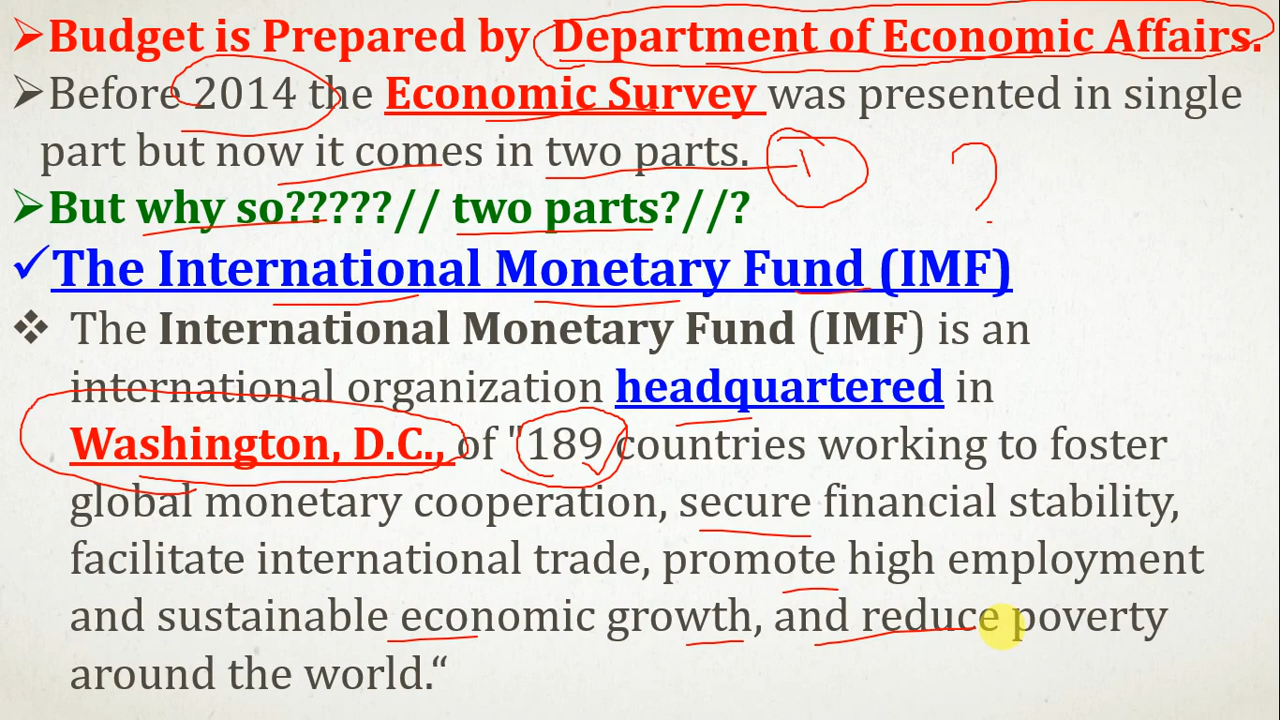 ➢Budget is Prepared by Department of Economic Affairs.
➢Before 2014 the Economic Survey was presented in single
part but now it comes in two parts. 1 ?
➢But why so?????// two parts?//?
✓The International Monetary Fund (IMF)
❖ The International Monetary Fund (IMF) is an
international organization headquartered in
Washington, D.C., of "189 countries working to foster
global monetary cooperation, secure financial stability,
facilitate international trade, promote high employment
and sustainable economic growth, and reduce poverty
around the world.“